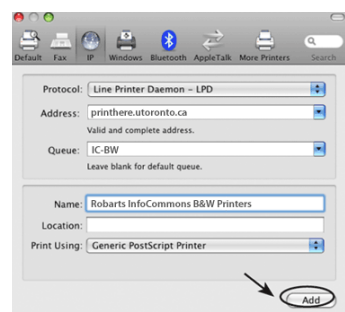 Default Fax IP Windows Bluetooth AppleTalk More Printers Search
Protocol: Line Printer Daemon – LPD
Address: printhere.utoronto.ca
Valid and complete address.
Queue: IC-BW
Leave blank for default queue.
Name: Robarts InfoCommons B&W Printers
Location:
Print Using: Generic PostScript Printer
Add